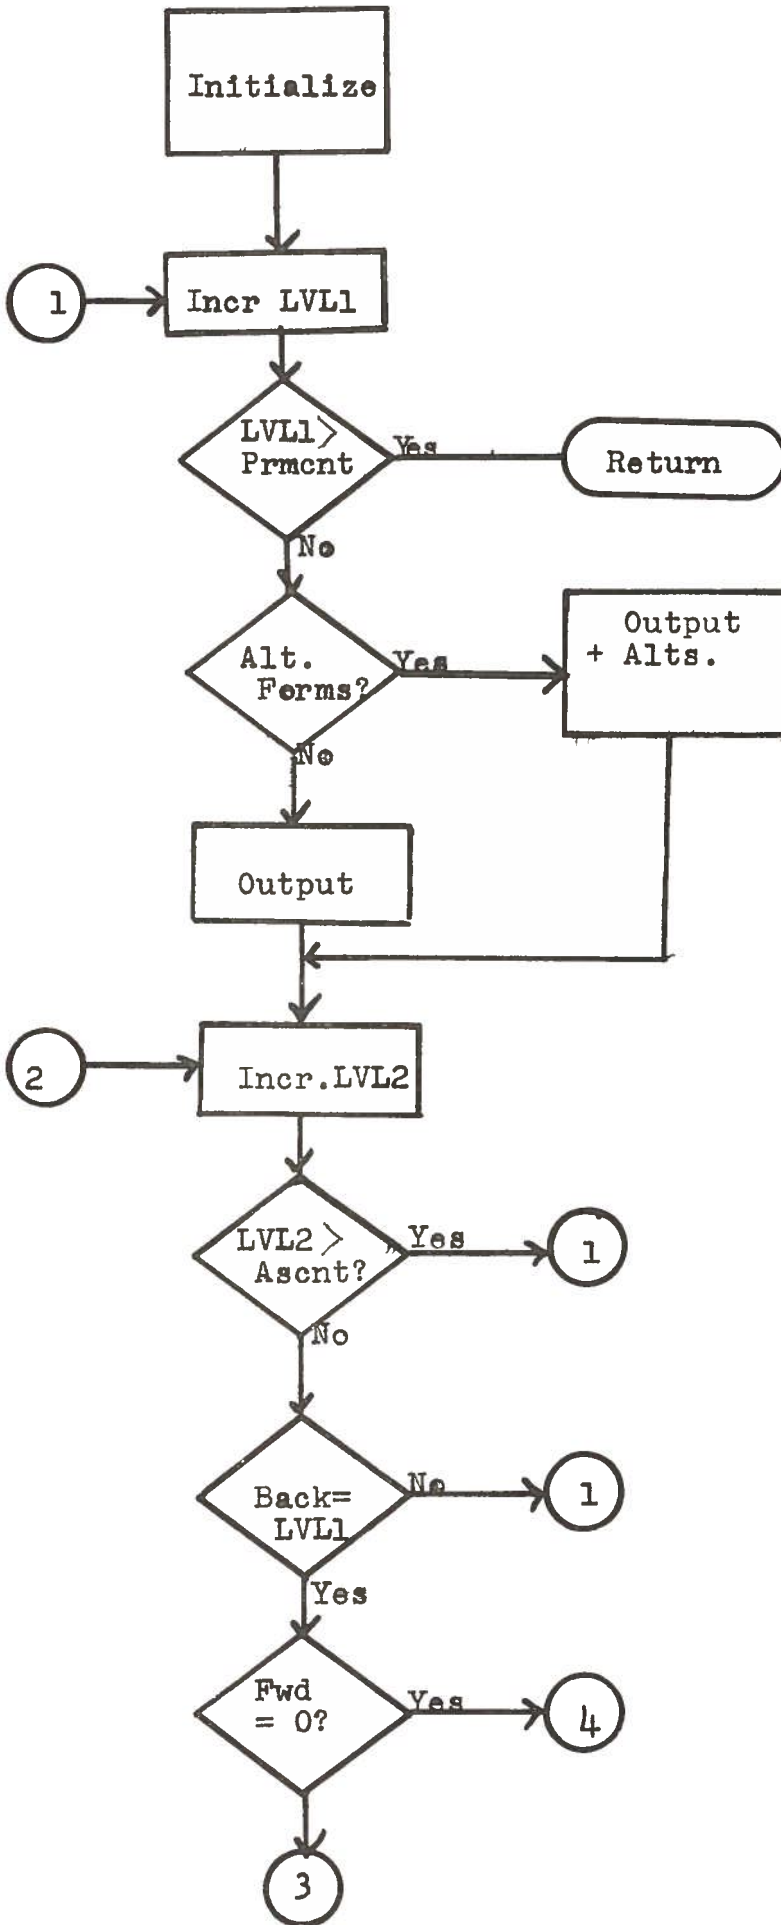 Initialize
1
Incr LVL1
LVL1>
Prmcnt
Yes
Return
No
Alt.
Forms?
Yes
Output
+ Alts.
No
Output
2
Incr.LVL2
LVL2 >
Ascnt?
Yes
1
No
Back=
LVL1
No
1
Yes
Fwd
= 0?
Yes
4
3